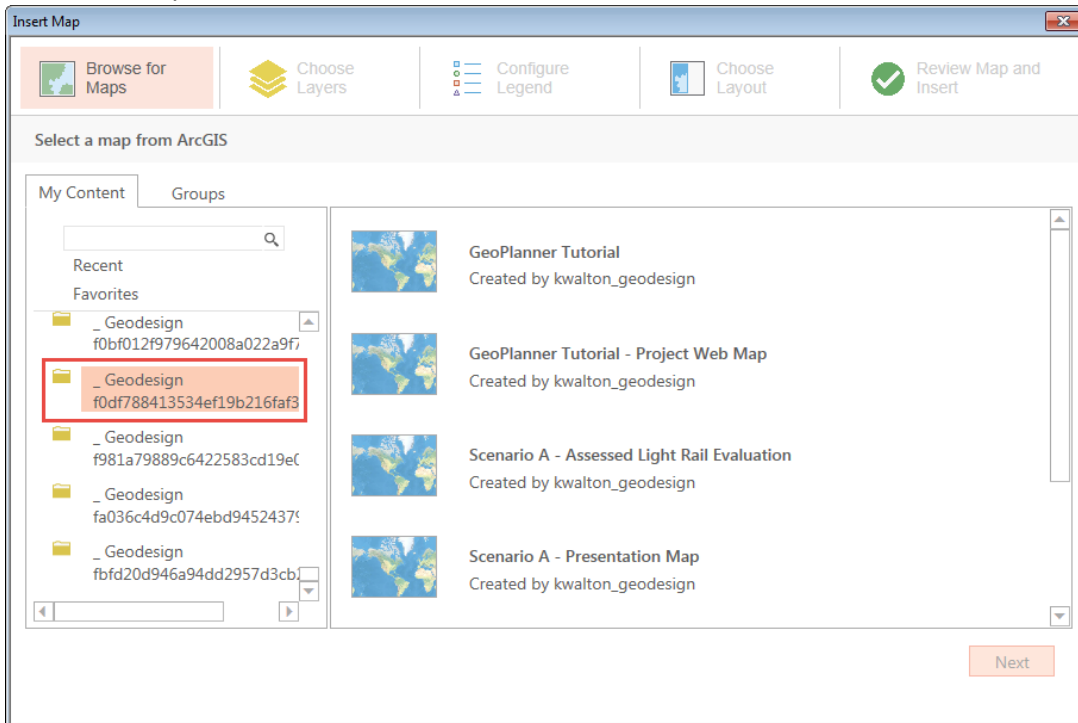 Insert Map
Browse for
Maps
Choose
Layers
Configure
Legend
Choose
Layout
Review Map and
Insert
Select a map from ArcGIS
My Content
Groups
Recent
Favorites
_ Geodesign
f0bf012f979642008a022a9f7
_ Geodesign
f0df788413534ef19b216faf3
_ Geodesign
f981a79889c6422583cd19e0
_ Geodesign
fa036c4d9c074ebd94524379
_ Geodesign
fbfd20d946a94dd2957d3cb2
GeoPlanner Tutorial
Created by kwalton_geodesign
GeoPlanner Tutorial - Project Web Map
Created by kwalton_geodesign
Scenario A - Assessed Light Rail Evaluation
Created by kwalton_geodesign
Scenario A - Presentation Map
Created by kwalton_geodesign
Next